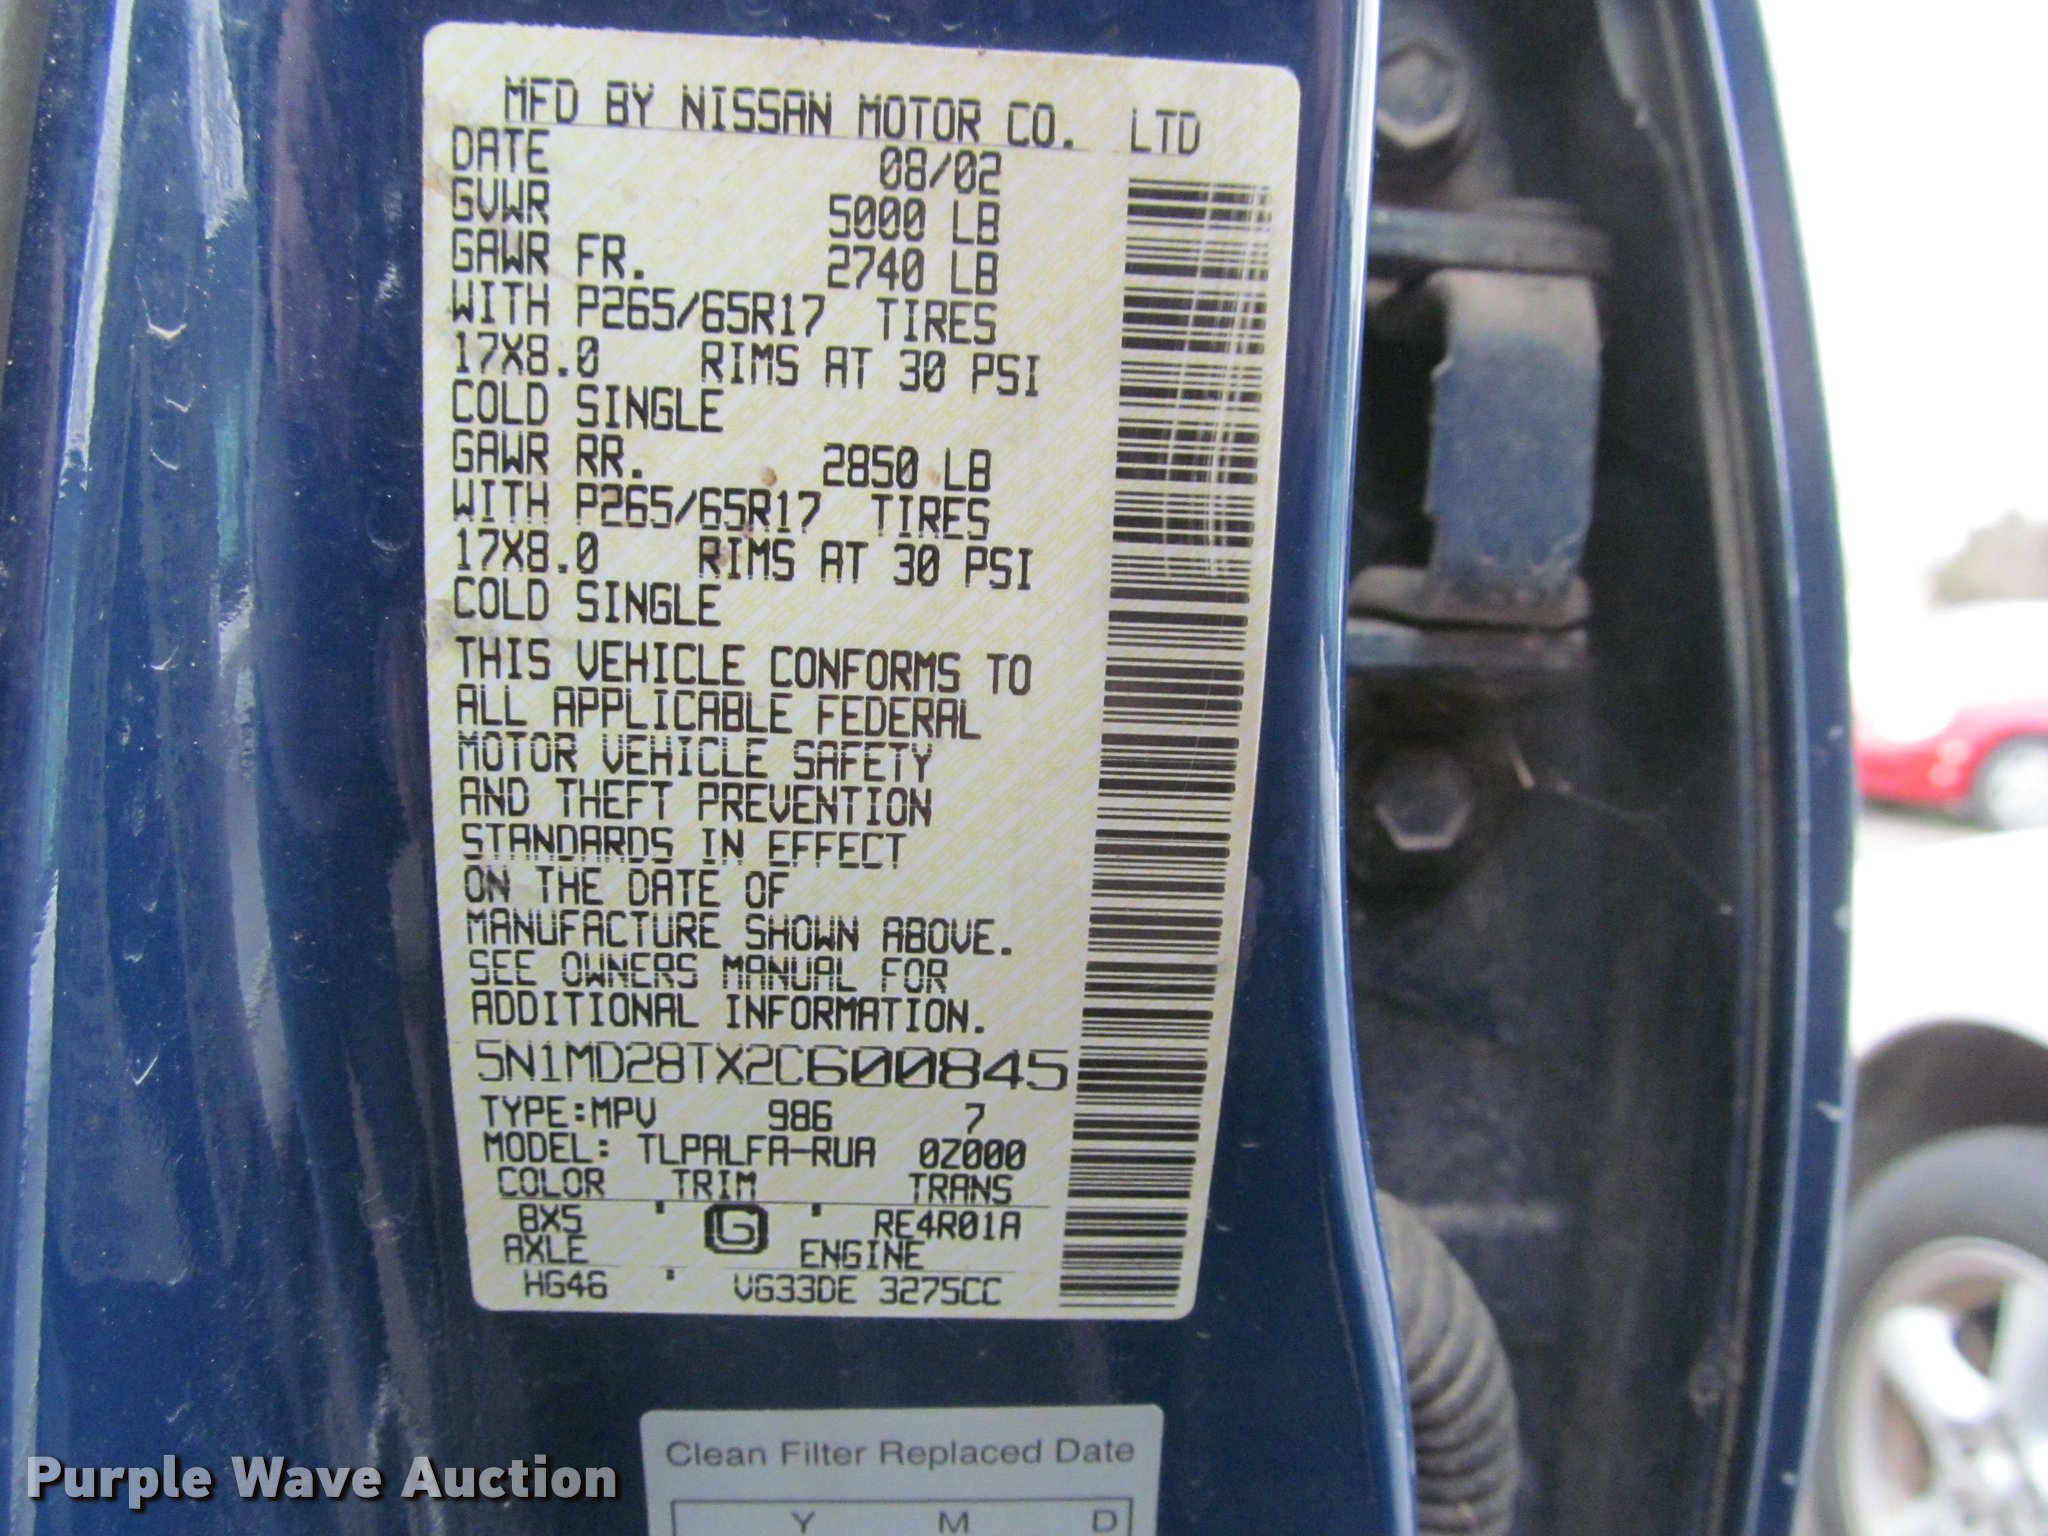 MFD BY NISSAN MOTOR CO. LTD
DATE 08/02
GVWR 5000 LB
GAWR FR. 2740 LB
WITH P265/65R17 TIRES
17X8.0 RIMS AT 30 PSI
COLD SINGLE
GAWR RR. 2850 LB
WITH P265/65R17 TIRES
17X8.0 RIMS AT 30 PSI
COLD SINGLE
THIS VEHICLE CONFORMS TO
ALL APPLICABLE FEDERAL
MOTOR VEHICLE SAFETY
AND THEFT PREVENTION
STANDARDS IN EFFECT
ON THE DATE OF
MANUFACTURE SHOWN ABOVE.
SEE OWNERS MANUAL FOR
ADDITIONAL INFORMATION.
5N1MD28TX2C600845
TYPE:MPV 986 7
MODEL: TLPALFA-RUA 0Z000
COLOR TRIM TRANS
BX5 G RE4R01A
AXLE ENGINE
HG46 VG33DE 3275CC
Clean Filter Replaced Date
Y M D
Purple Wave Auction